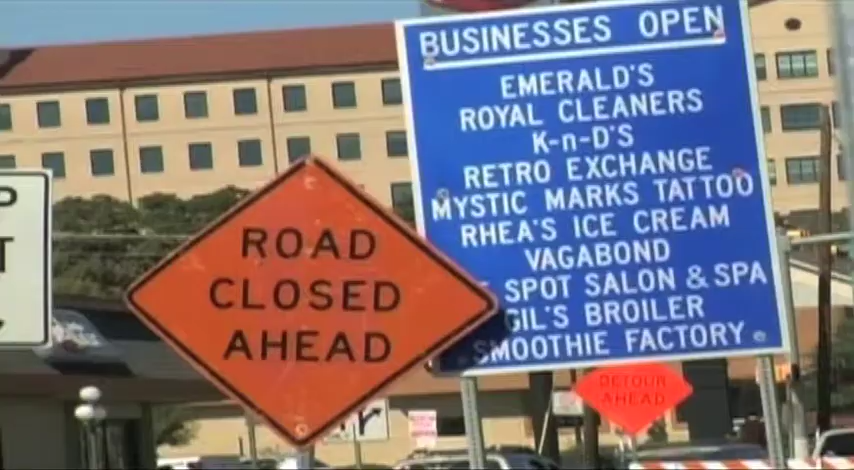 BUSINESSES OPEN
EMERALD'S
ROYAL CLEANERS
K-n-D'S
RETRO EXCHANGE
MYSTIC MARKS TATTOO
RHEA'S ICE CREAM
VAGABOND
SPOT SALON & SPA
GIL'S BROILER
SMOOTHIE FACTORY
ROAD
CLOSED
AHEAD
DETOUR
AHEAD